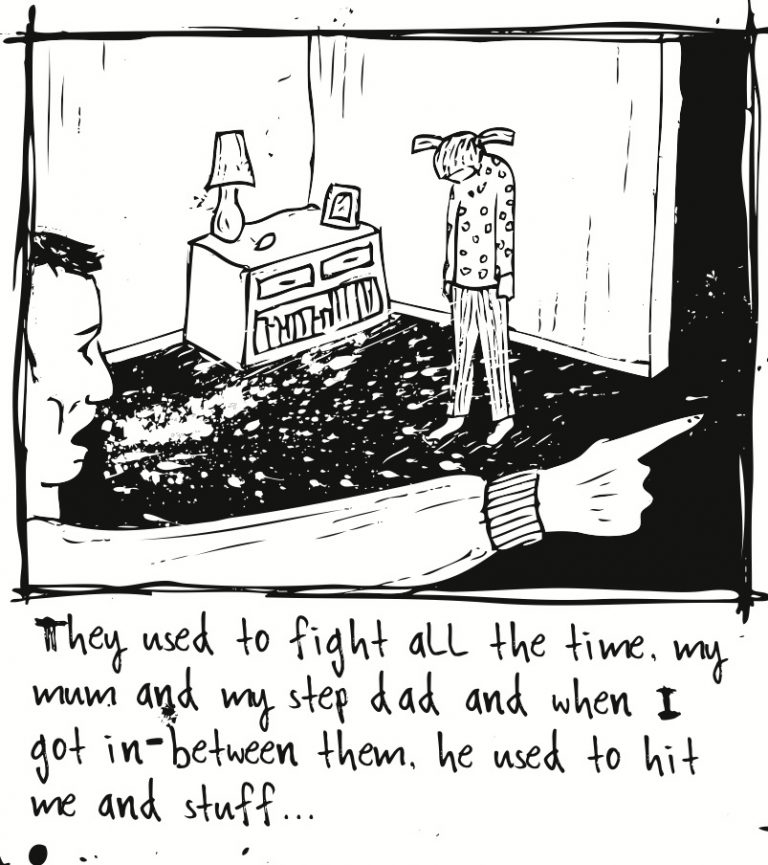 They used to fight all the time, my
mum and my step dad and when I
got in-between them, he used to hit
me and stuff...